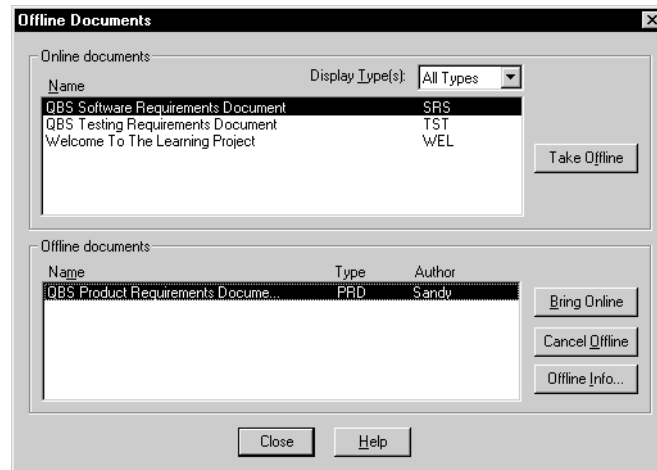 Offline Documents
Online documents
Display Type(s): All Types
Name
QBS Software Requirements Document SRS
QBS Testing Requirements Document TST
Welcome To The Learning Project WEL
Take Offline
Offline documents
Name Type Author
QBS Product Requirements Docume... PRD Sandy
Bring Online
Cancel Offline
Offline Info...
Close Help